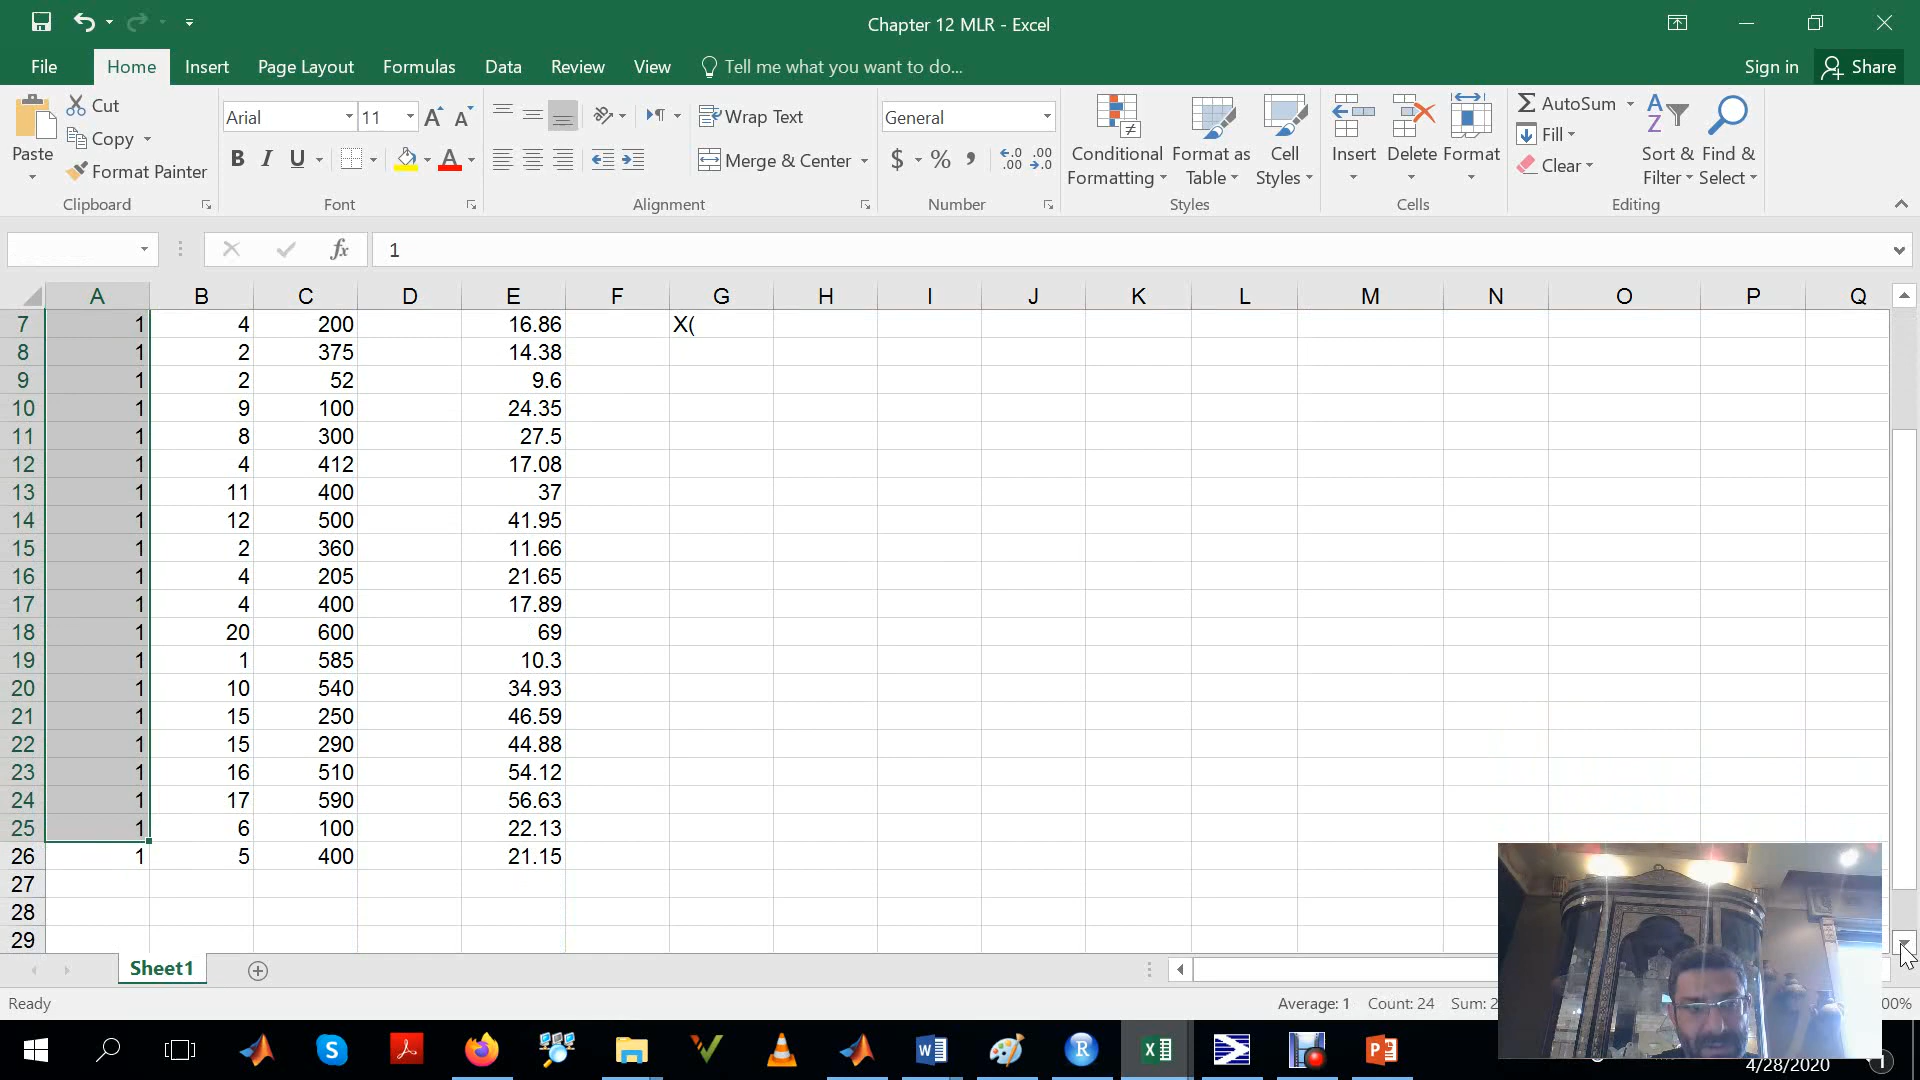 Chapter 12 MLR - Excel
File Home Insert Page Layout Formulas Data Review View Tell me what you want to do... Sign in Share
Paste Cut Copy Format Painter Clipboard
Arial 11 A A B I U A Font
Wrap Text Merge & Center Alignment
General $ % , .00 .0 Number
Conditional Formatting Format as Table Cell Styles Styles
Insert Delete Format Cells
AutoSum Fill Clear Sort & Filter Find & Select Editing
fx 1
A B C D E F G H I J K L M N O P Q
7 1 4 200 16.86 X(
8 1 2 375 14.38
9 1 2 52 9.6
10 1 9 100 24.35
11 1 8 300 27.5
12 1 4 412 17.08
13 1 11 400 37
14 1 12 500 41.95
15 1 2 360 11.66
16 1 4 205 21.65
17 1 4 400 17.89
18 1 20 600 69
19 1 1 585 10.3
20 1 10 540 34.93
21 1 15 250 46.59
22 1 15 290 44.88
23 1 16 510 54.12
24 1 17 590 56.63
25 1 6 100 22.13
26 1 5 400 21.15
27
28
29
Sheet1
Ready Average: 1 Count: 24 Sum: 2 00%
4/28/2020 1